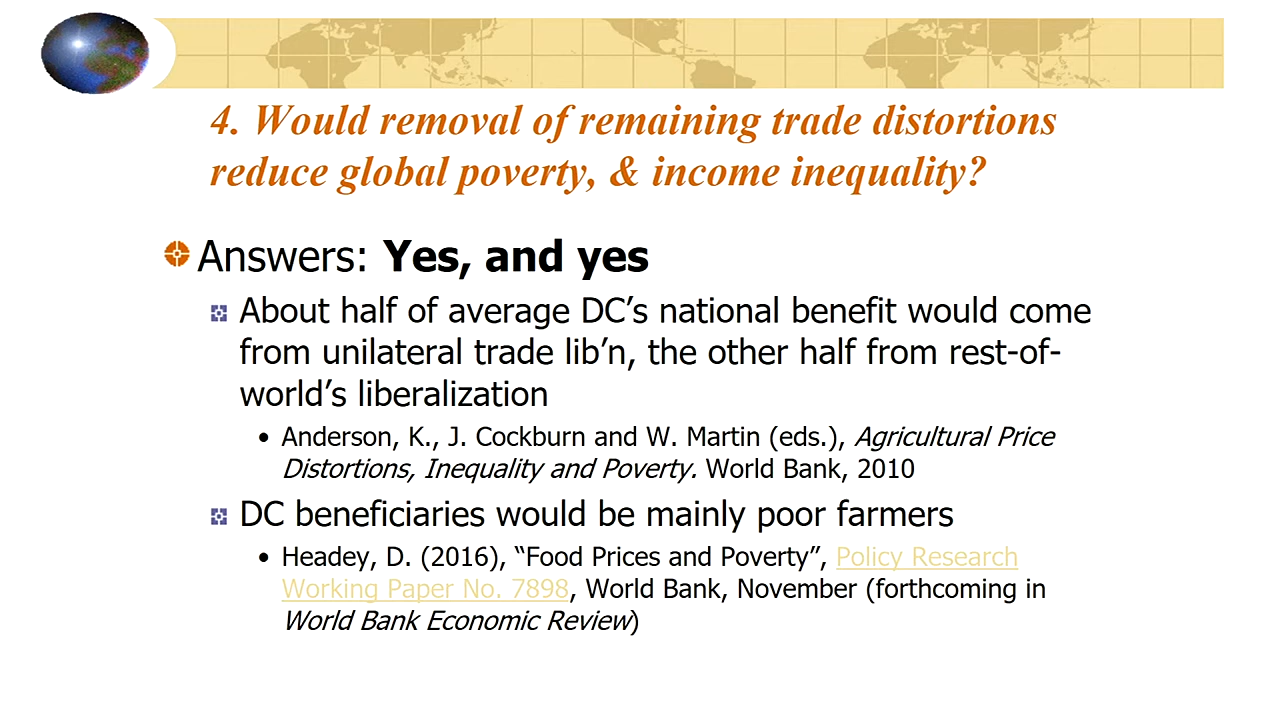 4. Would removal of remaining trade distortions
reduce global poverty, & income inequality?
Answers: Yes, and yes
About half of average DC’s national benefit would come
from unilateral trade lib’n, the other half from rest-of-
world’s liberalization
• Anderson, K., J. Cockburn and W. Martin (eds.), Agricultural Price
Distortions, Inequality and Poverty. World Bank, 2010
DC beneficiaries would be mainly poor farmers
• Headey, D. (2016), “Food Prices and Poverty”, Policy Research
Working Paper No. 7898, World Bank, November (forthcoming in
World Bank Economic Review)